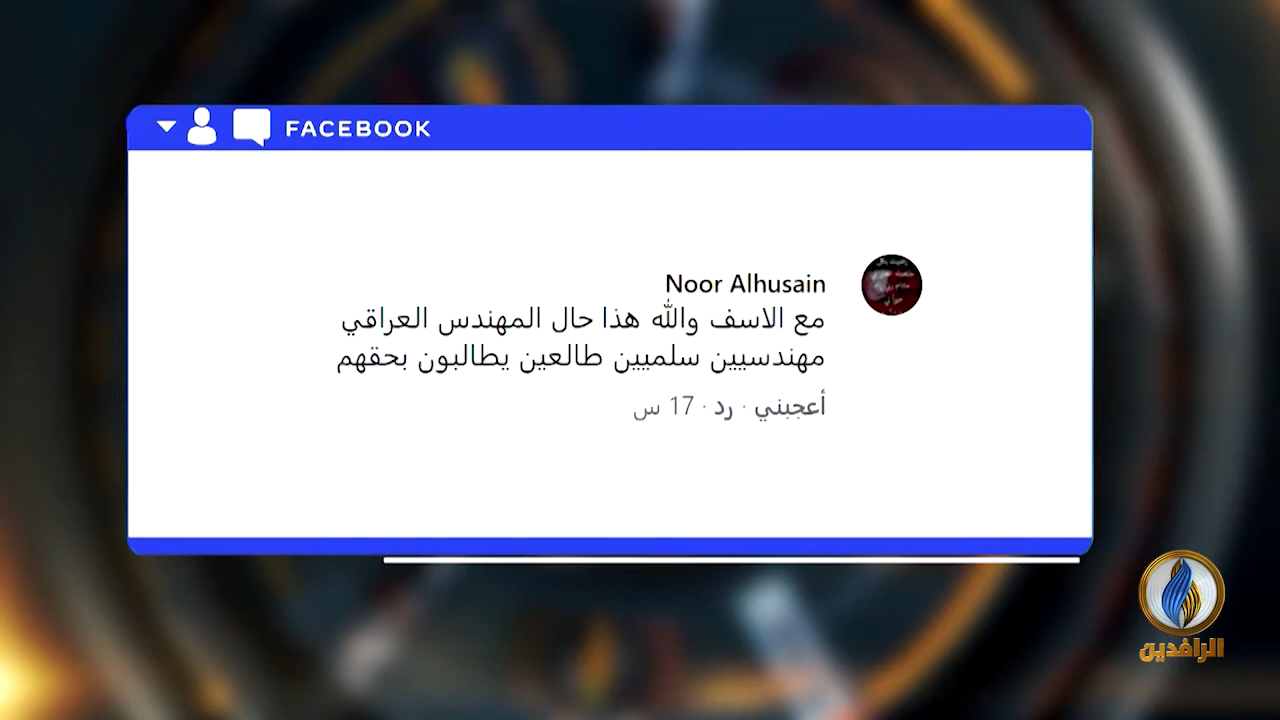 FACEBOOK
Noor Alhusain
مع الاسف والله هذا حال المهندس العراقي
مهندسيين سلميين طالعين يطالبون بحقهم
أعجبني · رد · 17 س
الرافدين